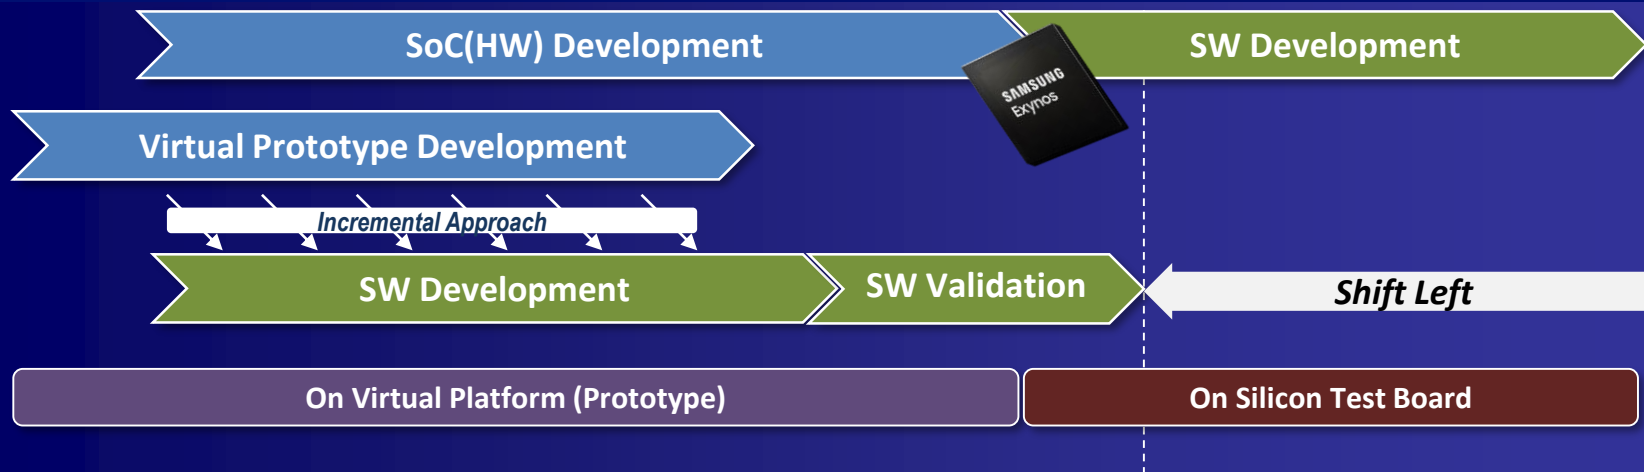 SoC(HW) Development
SW Development
SAMSUNG
Exynos
Virtual Prototype Development
Incremental Approach
SW Development
SW Validation
Shift Left
On Virtual Platform (Prototype)
On Silicon Test Board